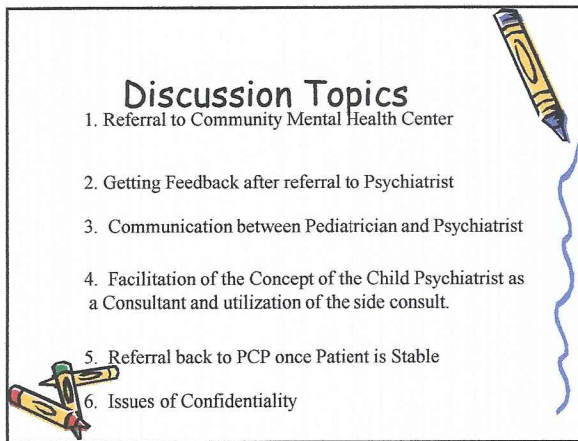 Discussion Topics
1. Referral to Community Mental Health Center
2. Getting Feedback after referral to Psychiatrist
3. Communication between Pediatrician and Psychiatrist
4. Facilitation of the Concept of the Child Psychiatrist as
a Consultant and utilization of the side consult.
5. Referral back to PCP once Patient is Stable
6. Issues of Confidentiality